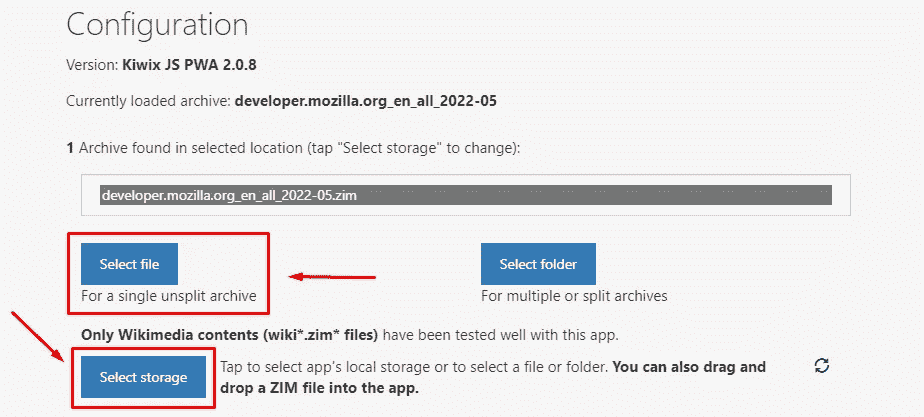 Configuration
Version: Kiwix JS PWA 2.0.8
Currently loaded archive: developer.mozilla.org_en_all_2022-05
1 Archive found in selected location (tap "Select storage" to change):
developer.mozilla.org_en_all_2022-05.zim
Select file
For a single unsplit archive
Select folder
For multiple or split archives
Only Wikimedia contents (wiki*.zim* files) have been tested well with this app.
Select storage
Tap to select app's local storage or to select a file or folder. You can also drag and
drop a ZIM file into the app.